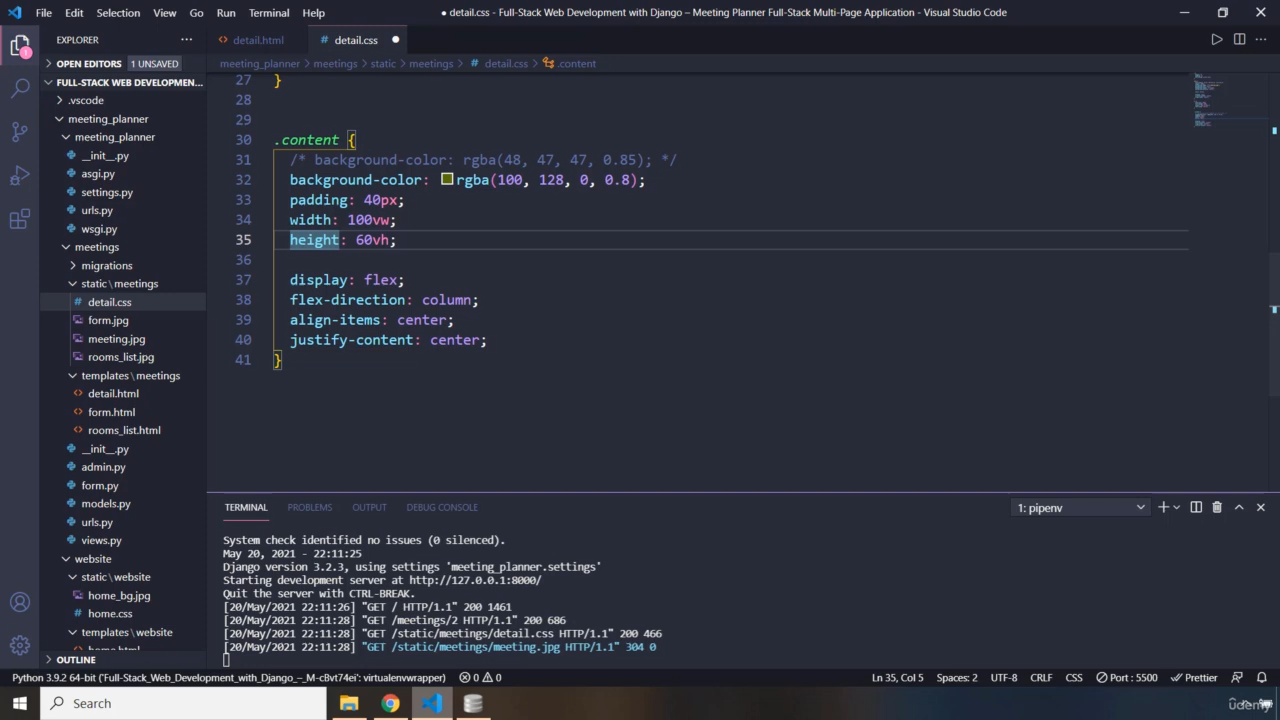 File Edit Selection View Go Run Terminal Help
● detail.css - Full-Stack Web Development with Django – Meeting Planner Full-Stack Multi-Page Application - Visual Studio Code
EXPLORER
OPEN EDITORS 1 UNSAVED
FULL-STACK WEB DEVELOPMEN...
.vscode
meeting_planner
meeting_planner
__init__.py
asgi.py
settings.py
urls.py
wsgi.py
meetings
migrations
static\meetings
detail.css
form.jpg
meeting.jpg
rooms_list.jpg
templates\meetings
detail.html
form.html
rooms_list.html
__init__.py
admin.py
form.py
models.py
urls.py
views.py
website
static\website
home_bg.jpg
home.css
templates\website
home.html
OUTLINE
1
detail.html # detail.css ●
meeting_planner > meetings > static > meetings > # detail.css > .content
27 }
28
29
30 .content {
31 /* background-color: rgba(48, 47, 47, 0.85); */
32 background-color: rgba(100, 128, 0, 0.8);
33 padding: 40px;
34 width: 100vw;
35 height: 60vh;
36
37 display: flex;
38 flex-direction: column;
39 align-items: center;
40 justify-content: center;
41 }
TERMINAL PROBLEMS OUTPUT DEBUG CONSOLE
1: pipenv
System check identified no issues (0 silenced).
May 20, 2021 - 22:11:25
Django version 3.2.3, using settings 'meeting_planner.settings'
Starting development server at http://127.0.0.1:8000/
Quit the server with CTRL-BREAK.
[20/May/2021 22:11:26] "GET / HTTP/1.1" 200 1461
[20/May/2021 22:11:28] "GET /meetings/2 HTTP/1.1" 200 686
[20/May/2021 22:11:28] "GET /static/meetings/detail.css HTTP/1.1" 200 466
[20/May/2021 22:11:28] "GET /static/meetings/meeting.jpg HTTP/1.1" 304 0
Python 3.9.2 64-bit ('Full-Stack_Web_Development_with_Django_-_M-cBvt74ei': virtualenvwrapper) 0 0
Ln 35, Col 5 Spaces: 2 UTF-8 CRLF CSS Port : 5500 Prettier
Search
udemy